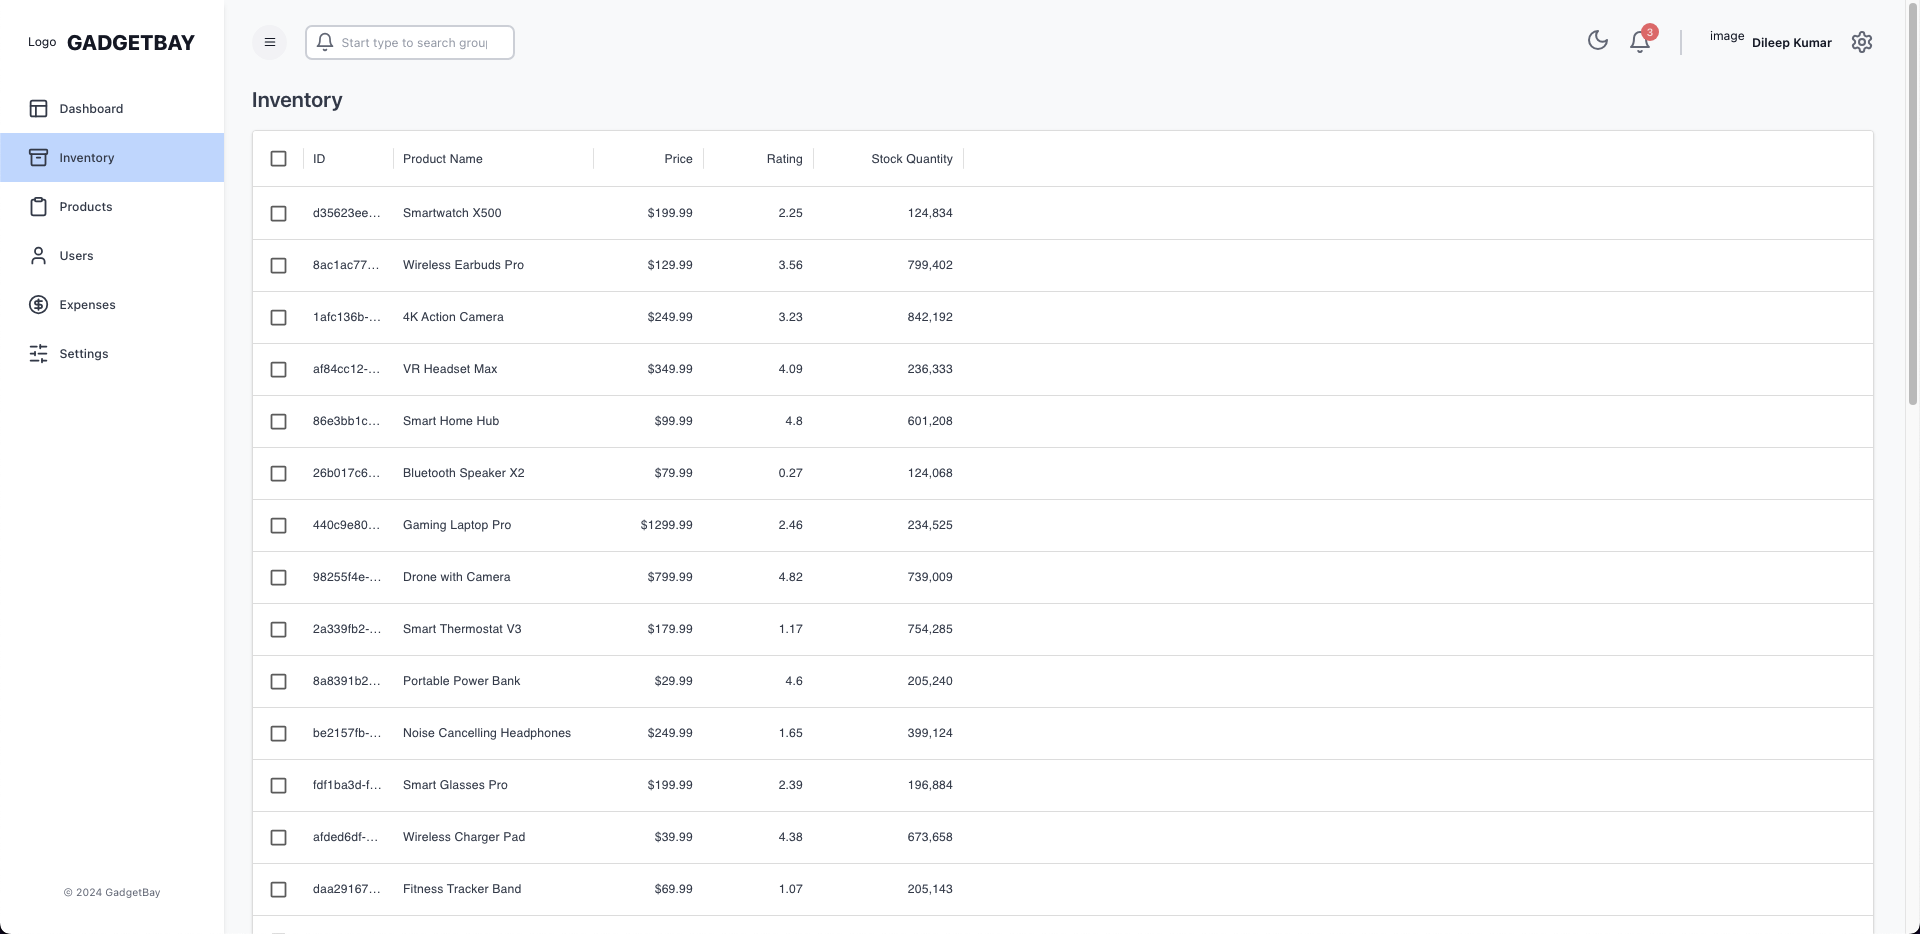 Logo GADGETBAY
Start type to search grou
3
image Dileep Kumar
Dashboard
Inventory
Products
Users
Expenses
Settings
© 2024 GadgetBay
Inventory
ID Product Name Price Rating Stock Quantity
d35623ee... Smartwatch X500 $199.99 2.25 124,834
8ac1ac77... Wireless Earbuds Pro $129.99 3.56 799,402
1afc136b-... 4K Action Camera $249.99 3.23 842,192
af84cc12-... VR Headset Max $349.99 4.09 236,333
86e3bb1c... Smart Home Hub $99.99 4.8 601,208
26b017c6... Bluetooth Speaker X2 $79.99 0.27 124,068
440c9e80... Gaming Laptop Pro $1299.99 2.46 234,525
98255f4e-... Drone with Camera $799.99 4.82 739,009
2a339fb2-... Smart Thermostat V3 $179.99 1.17 754,285
8a8391b2... Portable Power Bank $29.99 4.6 205,240
be2157fb-... Noise Cancelling Headphones $249.99 1.65 399,124
fdf1ba3d-f... Smart Glasses Pro $199.99 2.39 196,884
afded6df-... Wireless Charger Pad $39.99 4.38 673,658
daa29167... Fitness Tracker Band $69.99 1.07 205,143